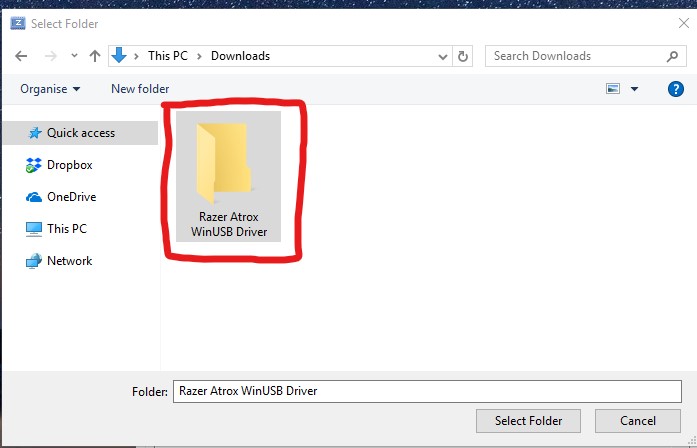 Select Folder
This PC
Downloads
Search Downloads
Organise
New folder
Quick access
Dropbox
OneDrive
This PC
Network
Razer Atrox
WinUSB Driver
Folder:
Razer Atrox WinUSB Driver
Select Folder
Cancel